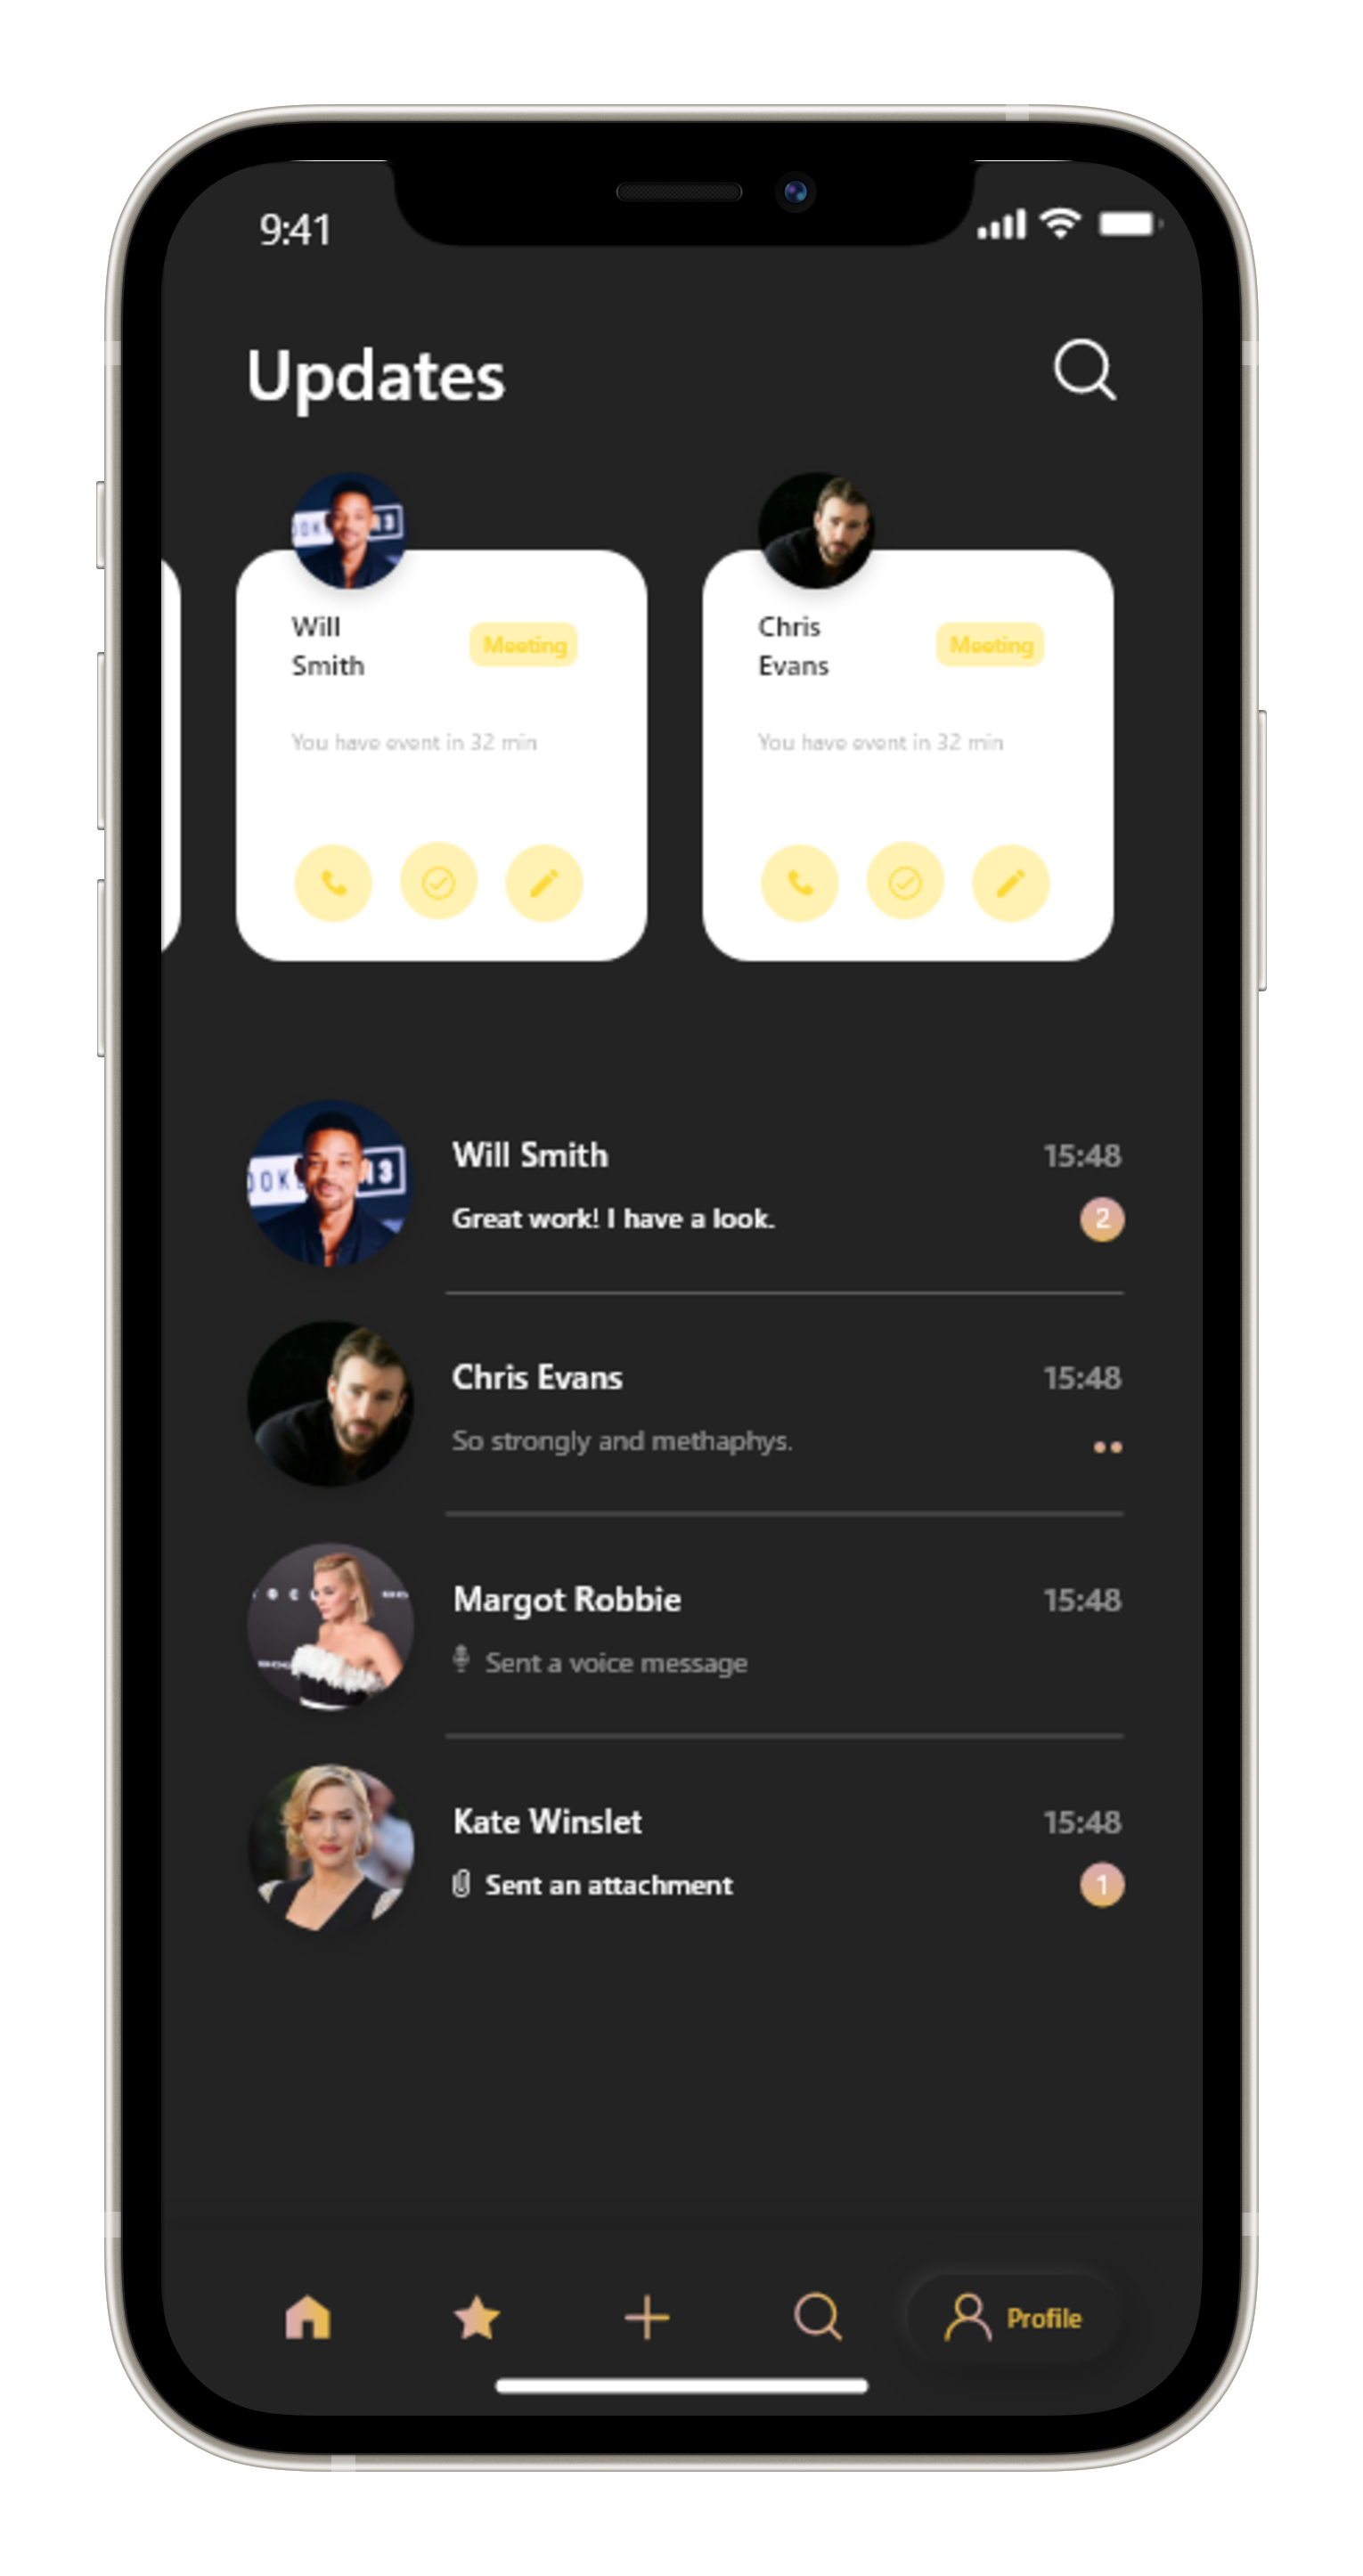 9:41
Updates
Will
Smith
Meeting
You have event in 32 min
Chris
Evans
Meeting
You have event in 32 min
Will Smith
15:48
Great work! I have a look.
2
Chris Evans
15:48
So strongly and methaphys.
Margot Robbie
15:48
Sent a voice message
Kate Winslet
15:48
Sent an attachment
1
Profile